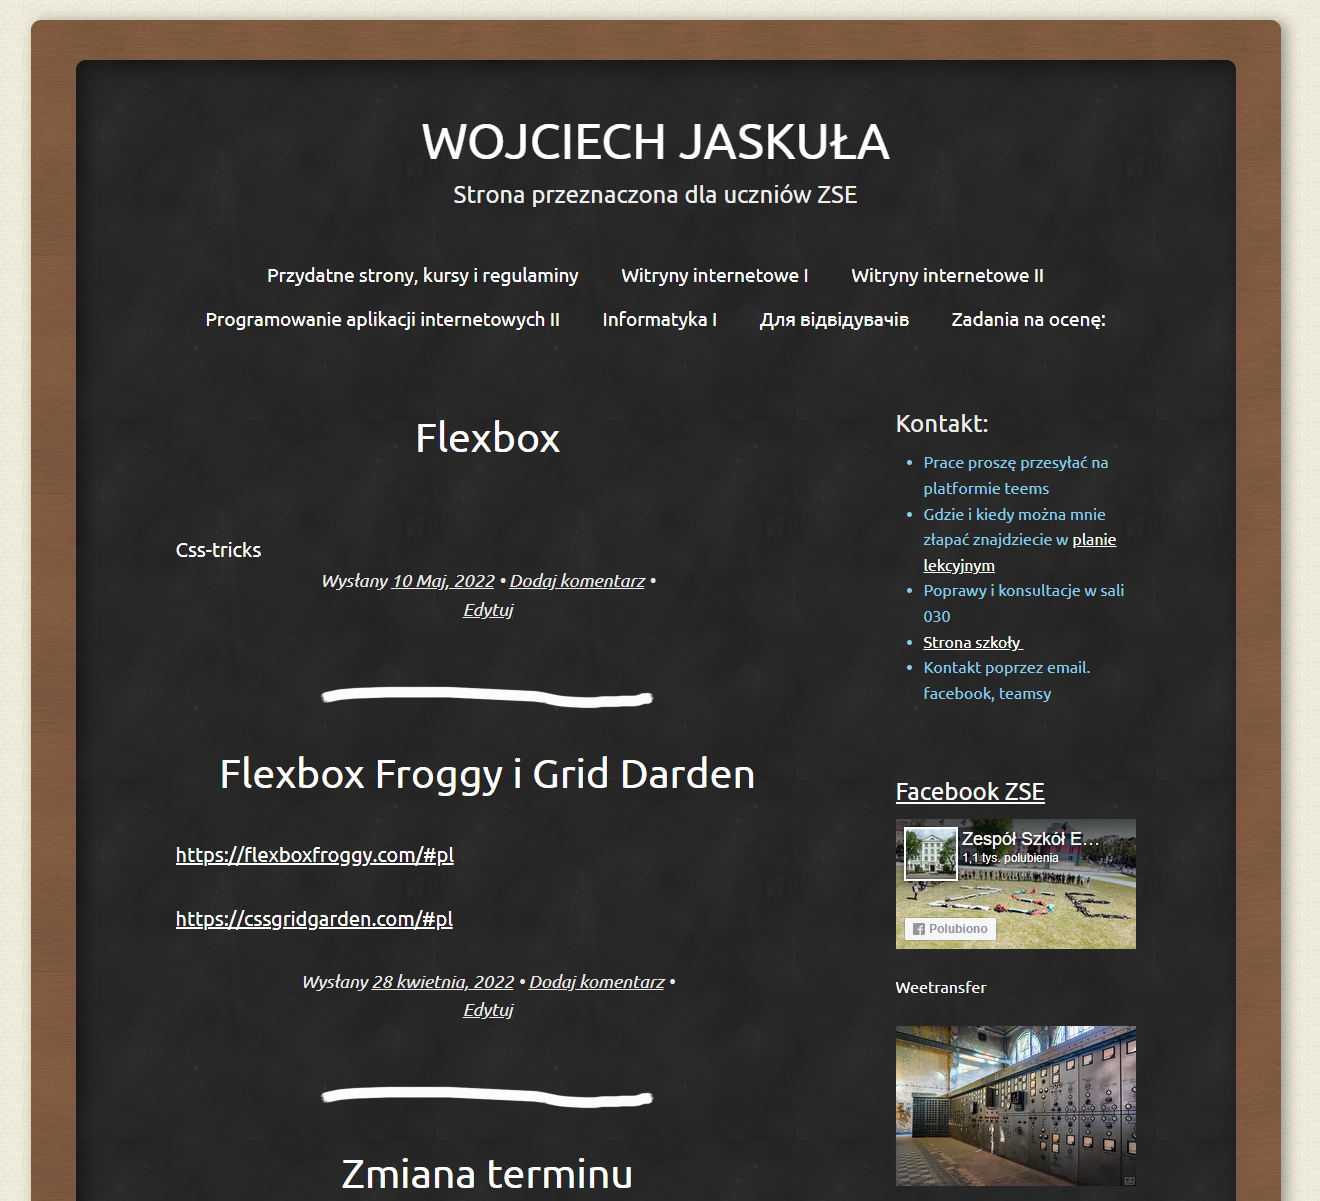 WOJCIECH JASKUŁA
Strona przeznaczona dla uczniów ZSE
Przydatne strony, kursy i regulaminy Witryny internetowe I Witryny internetowe II
Programowanie aplikacji internetowych II Informatyka I Для відвідувачів Zadania na ocenę:
Flexbox
Css-tricks
Wysłany 10 Maj, 2022 • Dodaj komentarz •
Edytuj
Flexbox Froggy i Grid Darden
https://flexboxfroggy.com/#pl
https://cssgridgarden.com/#pl
Wysłany 28 kwietnia, 2022 • Dodaj komentarz •
Edytuj
Zmiana terminu
Kontakt:
• Prace proszę przesyłać na
platformie teems
• Gdzie i kiedy można mnie
złapać znajdziecie w planie
lekcyjnym
• Poprawy i konsultacje w sali
030
• Strona szkoły
• Kontakt poprzez email.
facebook, teamsy
Facebook ZSE
Zespół Szkół E...
1,1 tys. polubienia
ZSE
Polubiono
Weetransfer